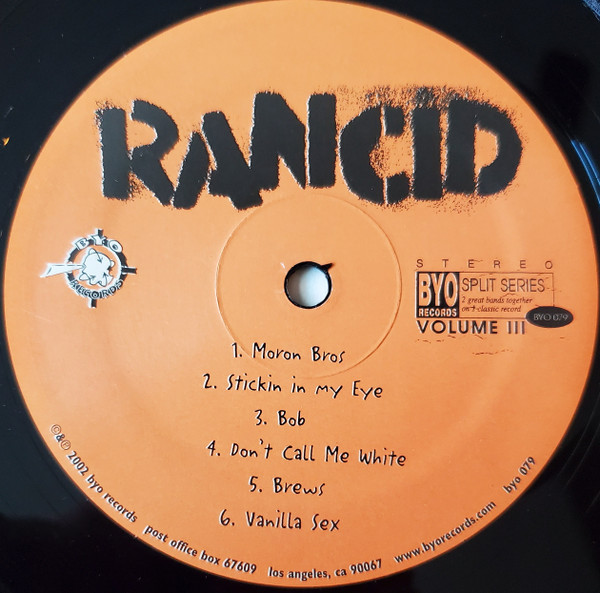 RANCID
BYO
RECORDS
STEREO
BYO
RECORDS
SPLIT SERIES
2 great bands together
on 1 classic record
BYO 079
VOLUME III
1. Moron Bros
2. Stickin in my Eye
3. Bob
4. Don't Call Me White
5. Brews
6. Vanilla Sex
©&℗ 2002 byo records post office box 67609 los angeles, ca 90067 www.byorecords.com byo 079